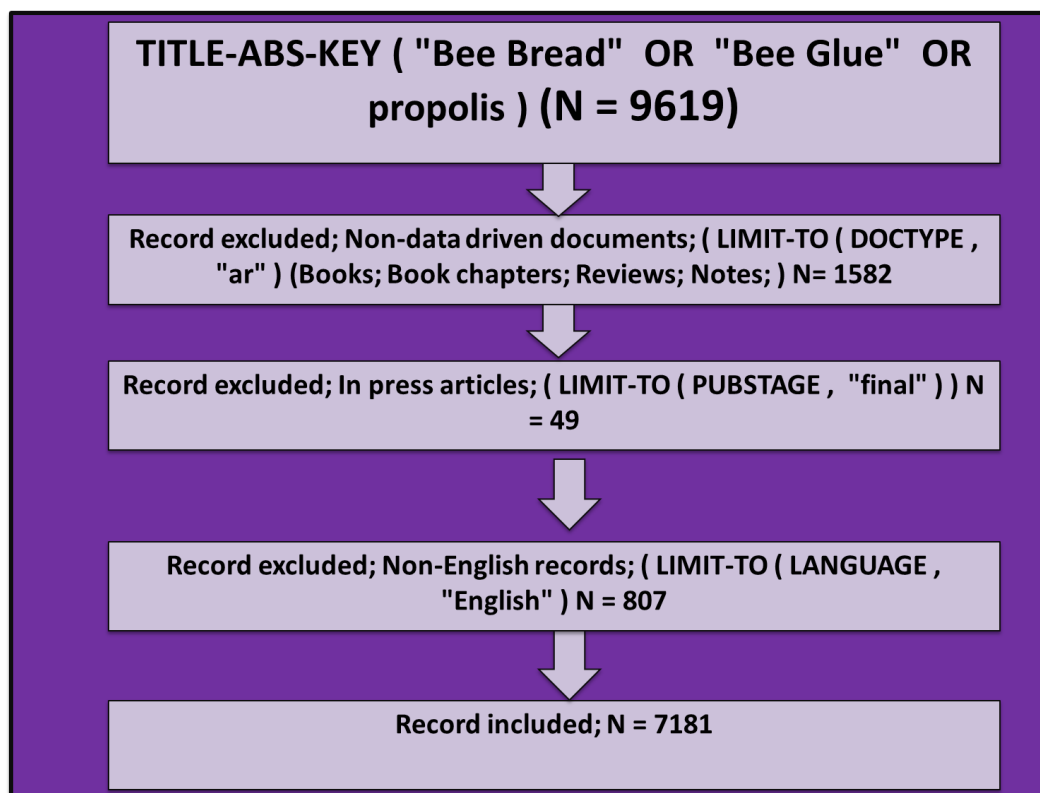 TITLE-ABS-KEY ( "Bee Bread" OR "Bee Glue" OR
propolis ) (N = 9619)
Record excluded; Non-data driven documents; ( LIMIT-TO ( DOCTYPE ,
"ar" ) (Books; Book chapters; Reviews; Notes; ) N= 1582
Record excluded; In press articles; ( LIMIT-TO ( PUBSTAGE , "final" ) ) N
= 49
Record excluded; Non-English records; ( LIMIT-TO ( LANGUAGE ,
"English" ) N = 807
Record included; N = 7181